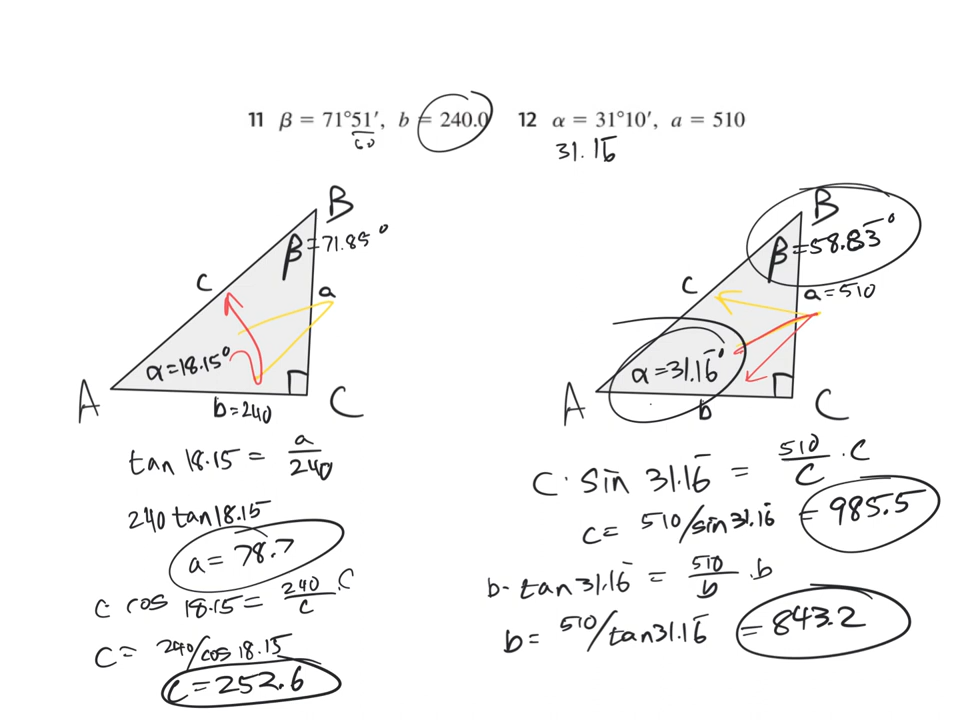 11 β = 71°51′, b = 240.0
60
12 α = 31°10′, a = 510
31.16̅
B
β=71.85°
c
a
α=18.15°
A
b=240
C
tan 18.15 = a/240
240 tan 18.15
a = 78.7
c · cos 18.15 = 240/c · c
c = 240/cos 18.15
c = 252.6
B
β=58.83̅°
c
a=510
α=31.16̅°
A
b
C
c · sin 31.16̅ = 510/c · c
c = 510/sin 31.16̅ = 985.5
b · tan 31.16̅ = 510/b · b
b = 510/tan 31.16̅ = 843.2